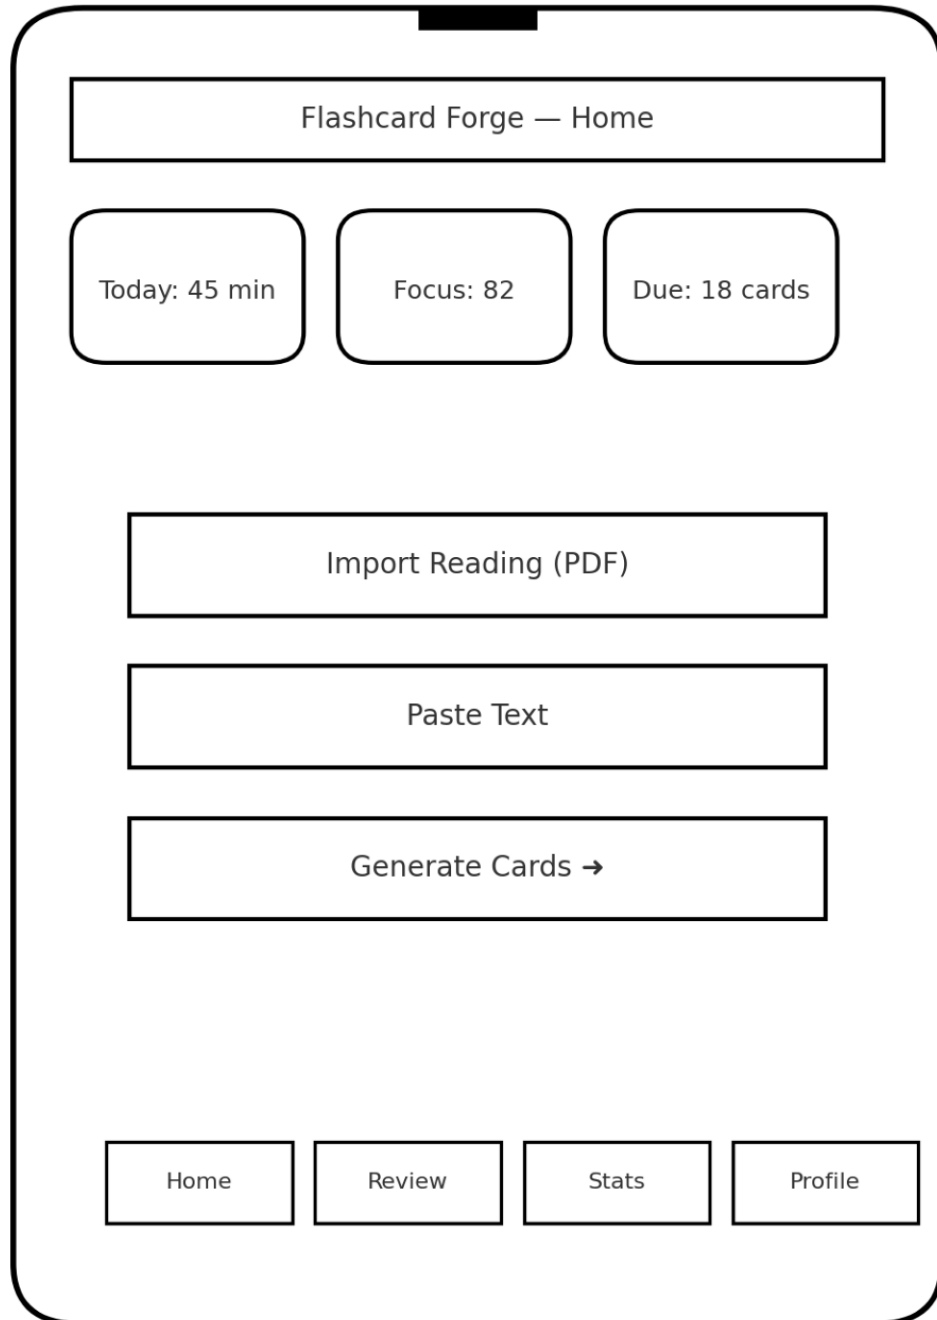 Flashcard Forge — Home
Today: 45 min
Focus: 82
Due: 18 cards
Import Reading (PDF)
Paste Text
Generate Cards ➜
Home
Review
Stats
Profile